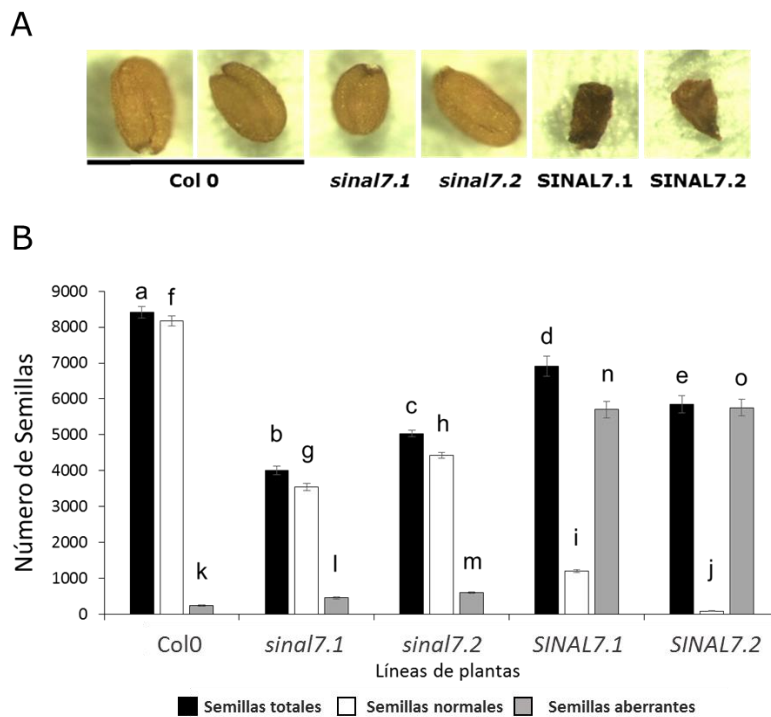 A
Col 0 sinal7.1 sinal7.2 SINAL7.1 SINAL7.2
B
Número de Semillas
9000
8000
7000
6000
5000
4000
3000
2000
1000
0
a f k
b g l
c h m
d i n
e j o
Col0 sinal7.1 sinal7.2 SINAL7.1 SINAL7.2
Líneas de plantas
Semillas totales Semillas normales Semillas aberrantes